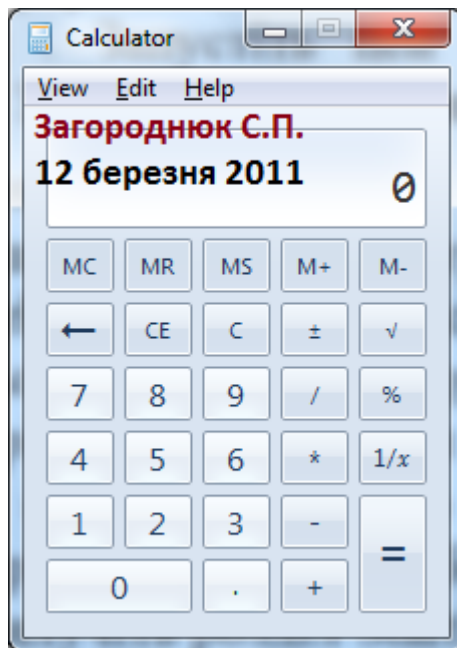 Calculator
View Edit Help
Загороднюк С.П.
12 березня 2011
0
MC MR MS M+ M-
← CE C ± √
7 8 9 / %
4 5 6 * 1/x
1 2 3 - =
0 . +